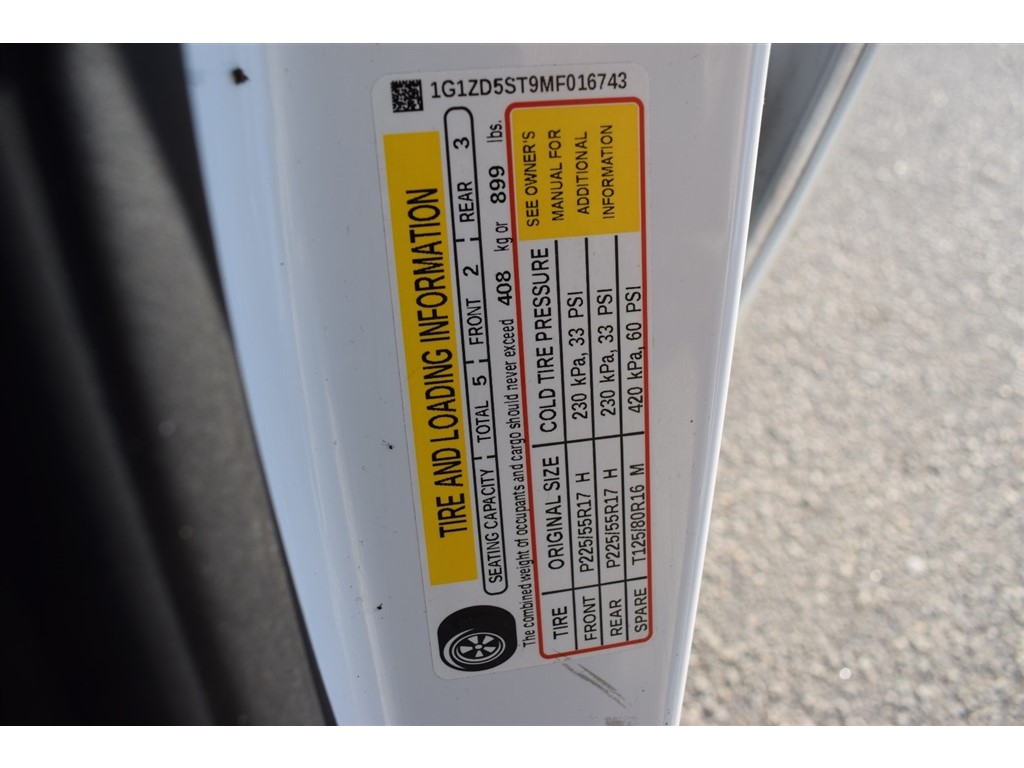 1G1ZD5ST9MF016743
TIRE AND LOADING INFORMATION
SEATING CAPACITY TOTAL 5 FRONT 2 REAR 3
The combined weight of occupants and cargo should never exceed 408 kg or 899 lbs.
TIRE ORIGINAL SIZE COLD TIRE PRESSURE
FRONT P225/55R17 H 230 kPa, 33 PSI
REAR P225/55R17 H 230 kPa, 33 PSI
SPARE T125/80R16 M 420 kPa, 60 PSI
SEE OWNER'S
MANUAL FOR
ADDITIONAL
INFORMATION